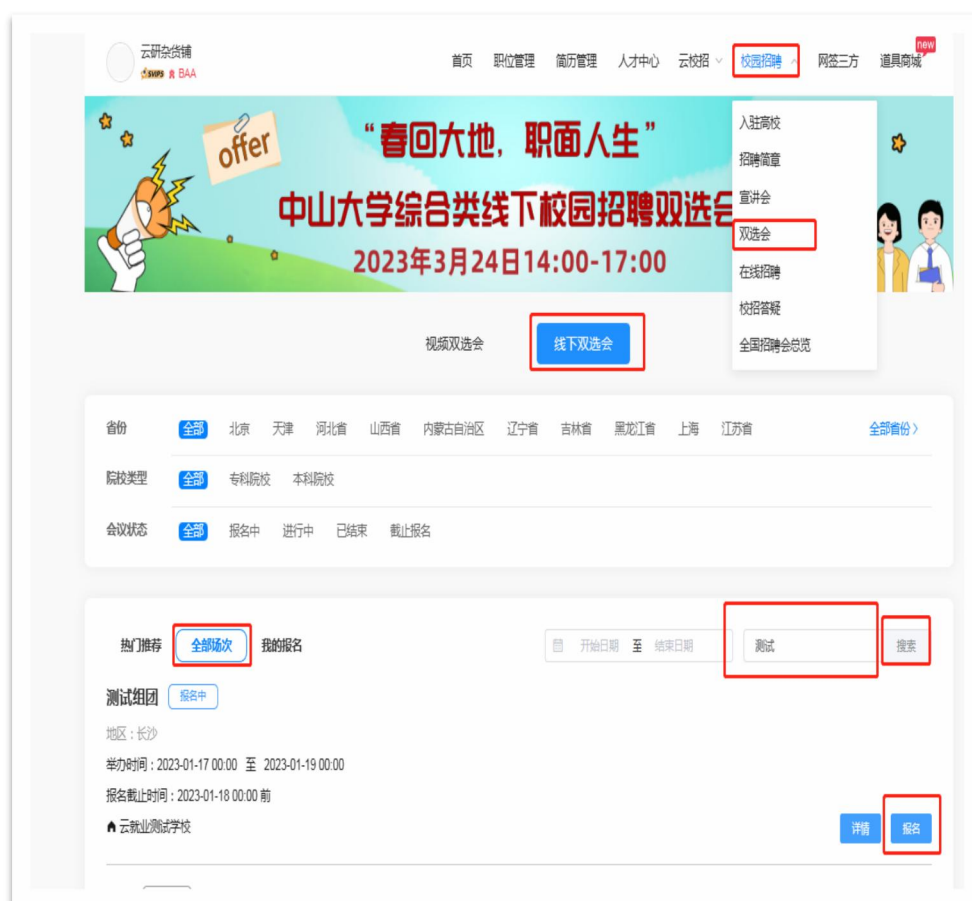 云研杂货铺
SVIP5 BAA
首页 职位管理 简历管理 人才中心 云校招 校园招聘 网签三方 道具商城 new
入驻高校
招聘简章
宣讲会
双选会
在线招聘
校招答疑
全国招聘会总览
offer
“春回大地，职面人生”
中山大学综合类线下校园招聘双选会
2023年3月24日14:00-17:00
视频双选会 线下双选会
省份 全部 北京 天津 河北省 山西省 内蒙古自治区 辽宁省 吉林省 黑龙江省 上海 江苏省 全部省份〉
院校类型 全部 专科院校 本科院校
会议状态 全部 报名中 进行中 已结束 截止报名
热门推荐 全部场次 我的报名 开始日期 至 结束日期 测试 搜索
测试组团 报名中
地区：长沙
举办时间：2023-01-17 00:00 至 2023-01-19 00:00
报名截止时间：2023-01-18 00:00 前
云就业测试学校 详情 报名